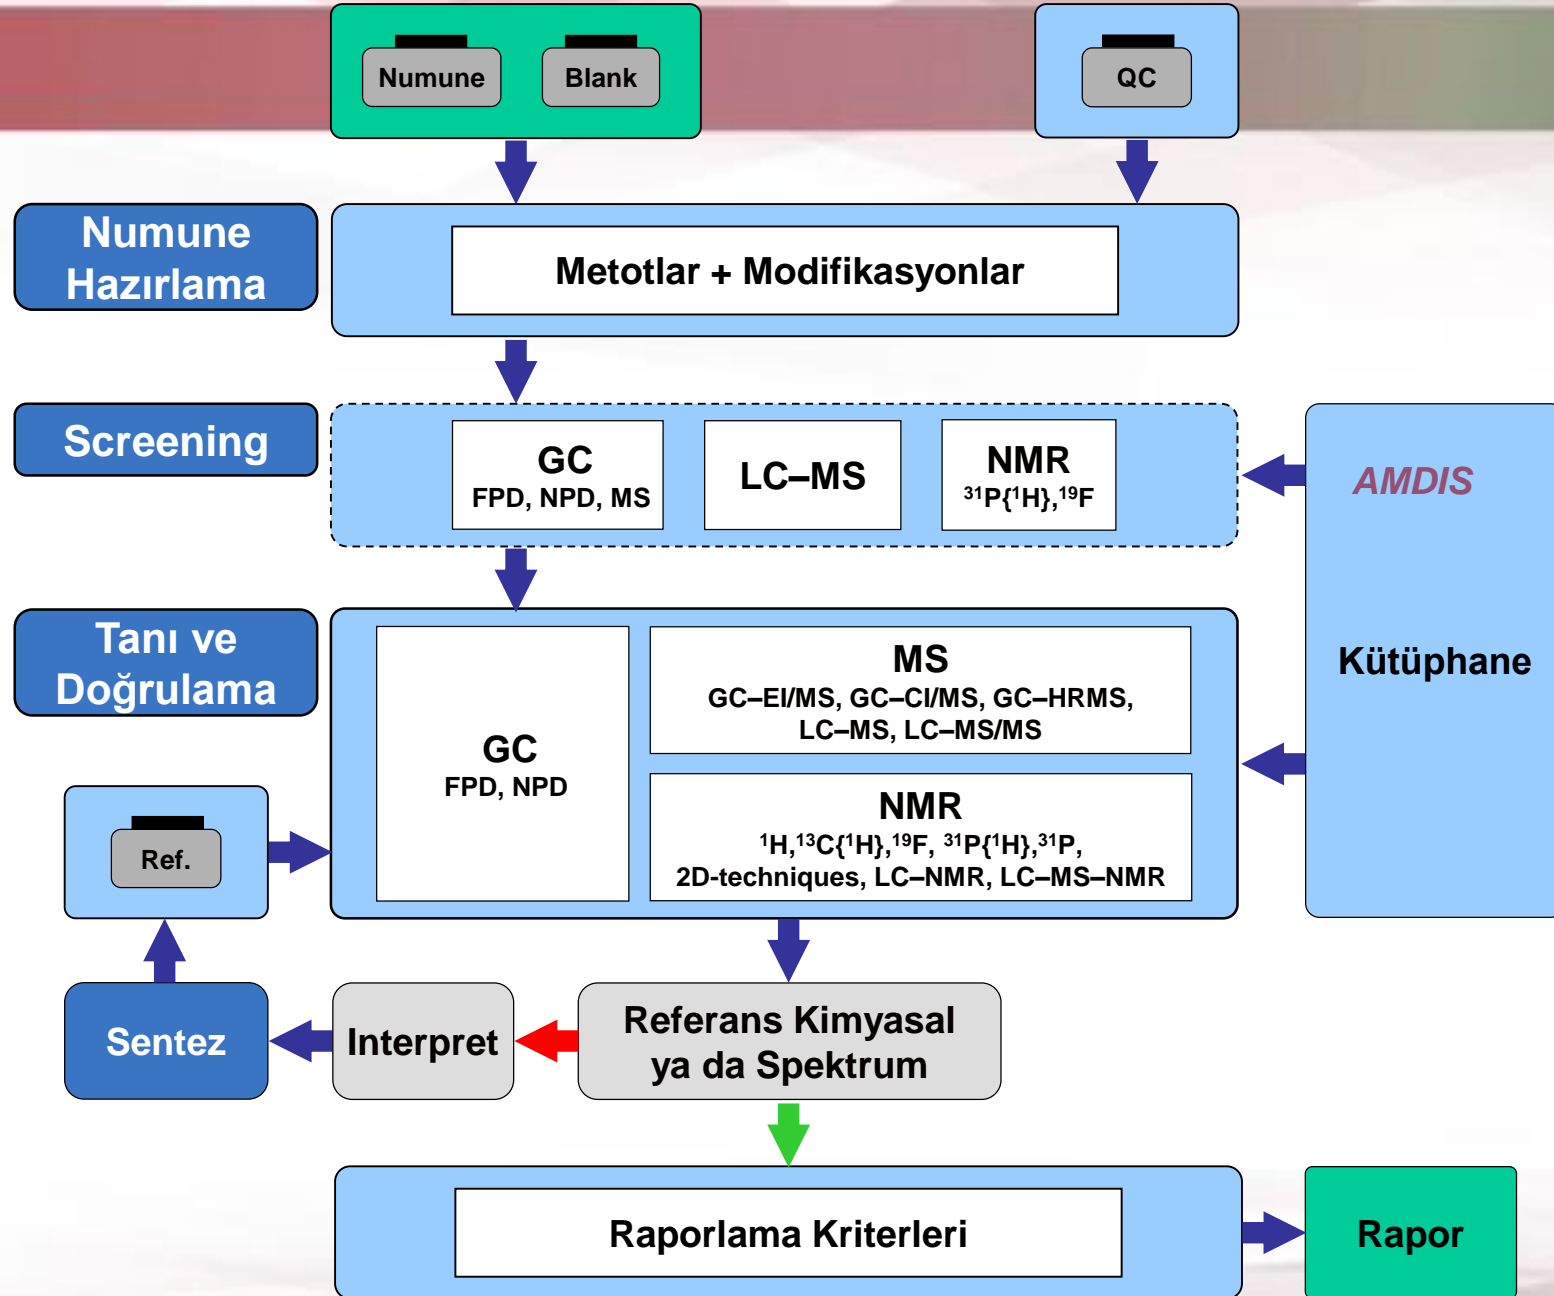 Numune
Blank
QC
Numune
Hazırlama
Metotlar + Modifikasyonlar
Screening
GC
FPD, NPD, MS
LC–MS
NMR
³¹P{¹H},¹⁹F
AMDIS
Kütüphane
Tanı ve
Doğrulama
GC
FPD, NPD
MS
GC–EI/MS, GC–CI/MS, GC–HRMS,
LC–MS, LC–MS/MS
NMR
¹H,¹³C{¹H},¹⁹F, ³¹P{¹H},³¹P,
2D-techniques, LC–NMR, LC–MS–NMR
Ref.
Sentez
Interpret
Referans Kimyasal
ya da Spektrum
Raporlama Kriterleri
Rapor